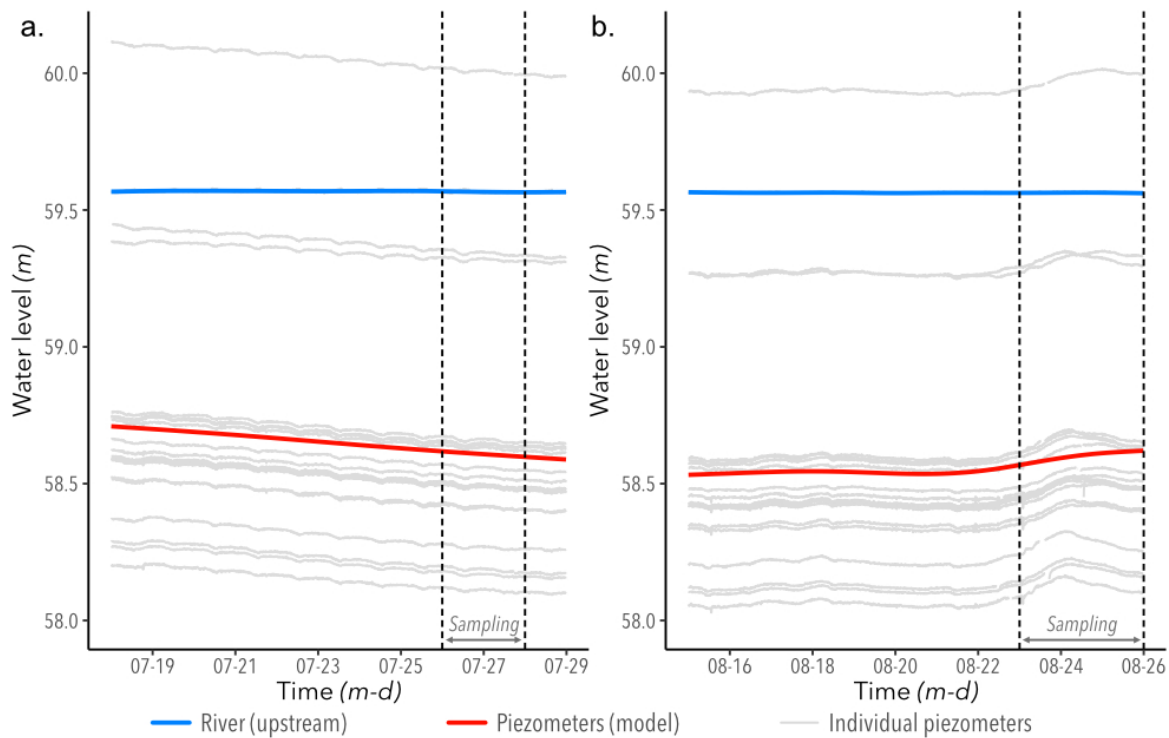 a.
Water level (m)
60.0
59.5
59.0
58.5
58.0
Sampling
07-19 07-21 07-23 07-25 07-27 07-29
Time (m-d)
b.
Water level (m)
60.0
59.5
59.0
58.5
58.0
Sampling
08-16 08-18 08-20 08-22 08-24 08-26
Time (m-d)
River (upstream) Piezometers (model) Individual piezometers